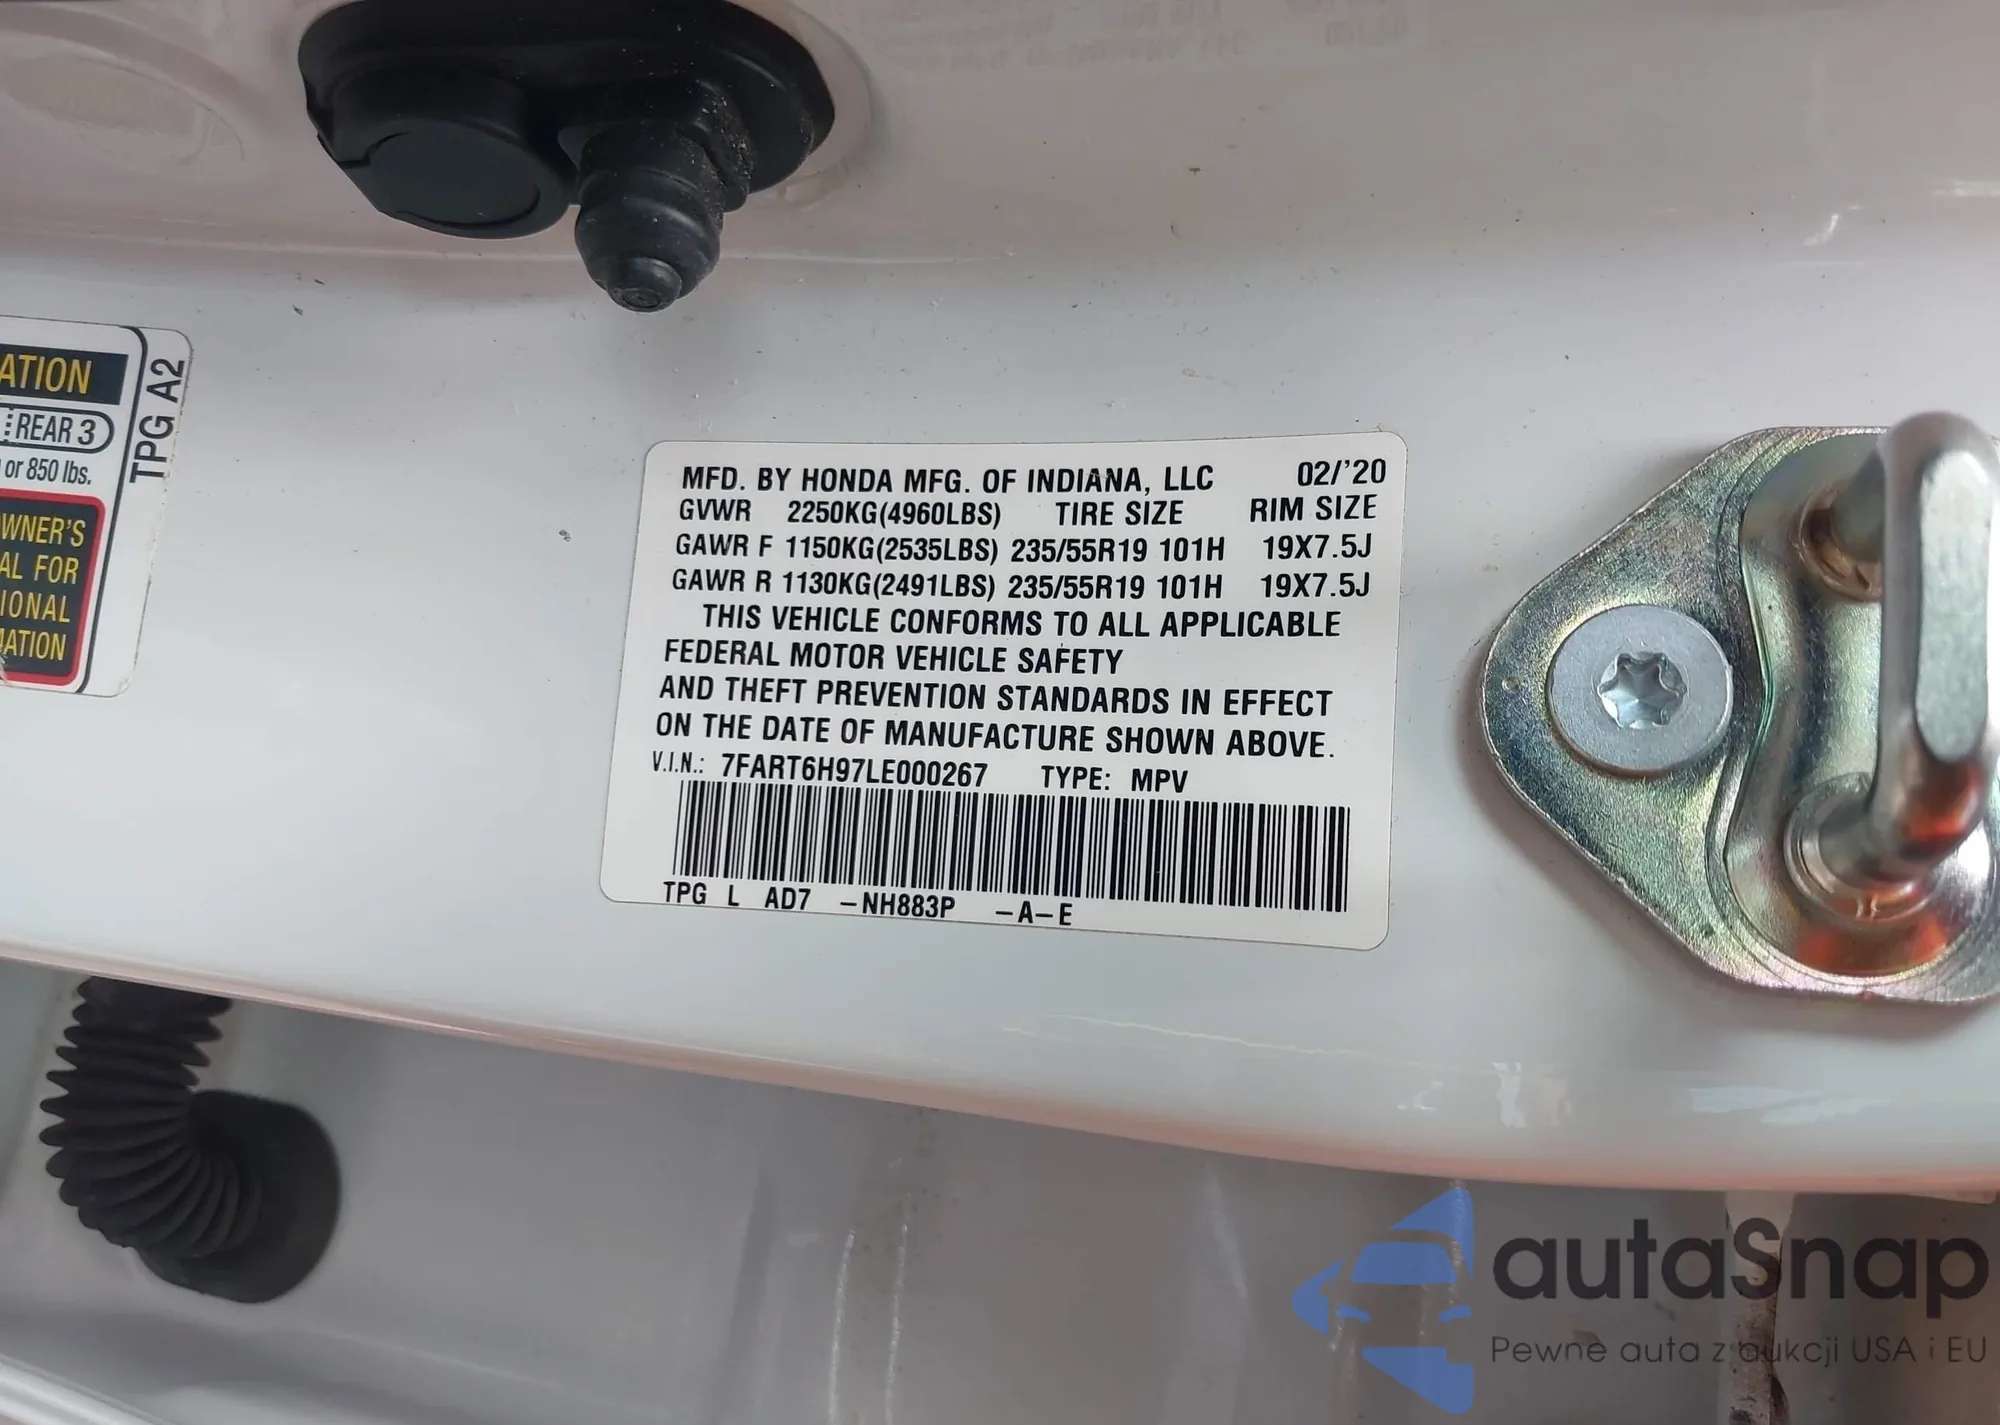 ATION
REAR 3
or 850 lbs.
WNER'S
AL FOR
IONAL
MATION
TPG A2
MFD. BY HONDA MFG. OF INDIANA, LLC 02/'20
GVWR 2250KG(4960LBS) TIRE SIZE RIM SIZE
GAWR F 1150KG(2535LBS) 235/55R19 101H 19X7.5J
GAWR R 1130KG(2491LBS) 235/55R19 101H 19X7.5J
THIS VEHICLE CONFORMS TO ALL APPLICABLE
FEDERAL MOTOR VEHICLE SAFETY
AND THEFT PREVENTION STANDARDS IN EFFECT
ON THE DATE OF MANUFACTURE SHOWN ABOVE.
V.I.N.: 7FART6H97LE000267 TYPE: MPV
TPG L AD7 -NH883P -A-E
autaSnap
Pewne auta z aukcji USA i EU